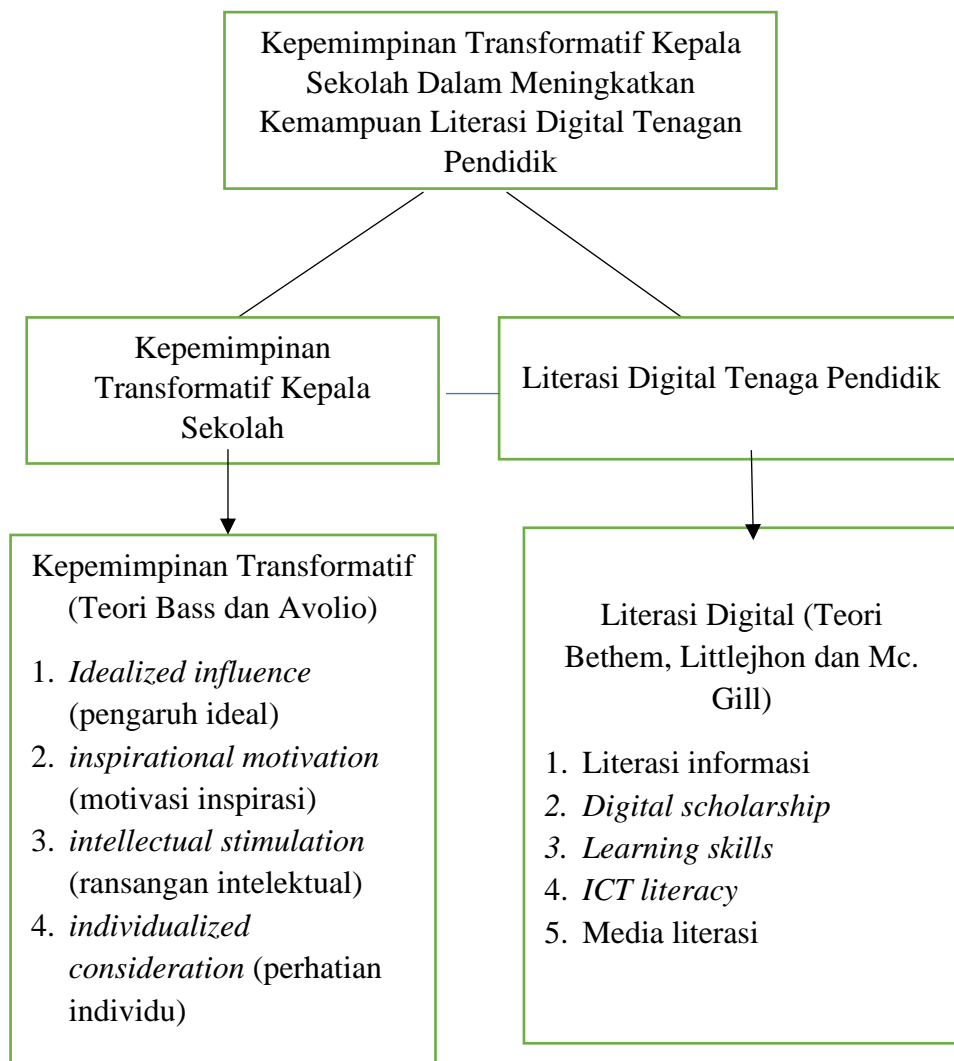 Kepemimpinan Transformatif Kepala
Sekolah Dalam Meningkatkan
Kemampuan Literasi Digital Tenagan
Pendidik
Kepemimpinan
Transformatif Kepala
Sekolah
Literasi Digital Tenaga Pendidik
Kepemimpinan Transformatif
(Teori Bass dan Avolio)
1. Idealized influence
(pengaruh ideal)
2. inspirational motivation
(motivasi inspirasi)
3. intellectual stimulation
(ransangan intelektual)
4. individualized
consideration (perhatian
individu)
Literasi Digital (Teori
Bethem, Littlejhon dan Mc.
Gill)
1. Literasi informasi
2. Digital scholarship
3. Learning skills
4. ICT literacy
5. Media literasi